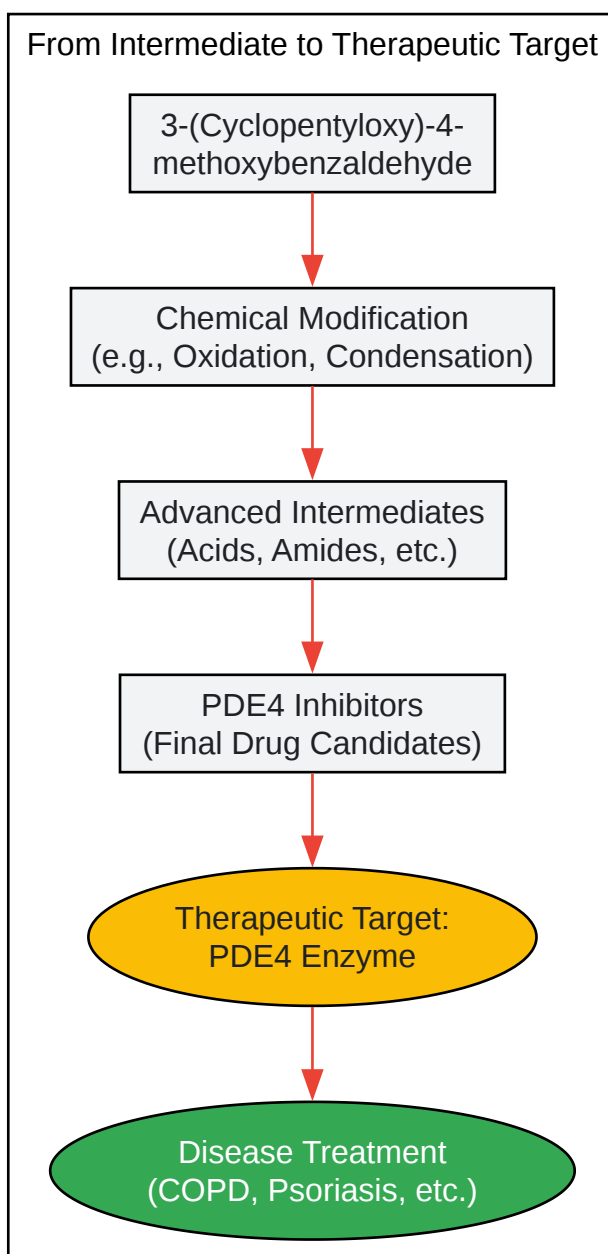 From Intermediate to Therapeutic Target
3-(Cyclopentyloxy)-4-
methoxybenzaldehyde
Chemical Modification
(e.g., Oxidation, Condensation)
Advanced Intermediates
(Acids, Amides, etc.)
PDE4 Inhibitors
(Final Drug Candidates)
Therapeutic Target:
PDE4 Enzyme
Disease Treatment
(COPD, Psoriasis, etc.)